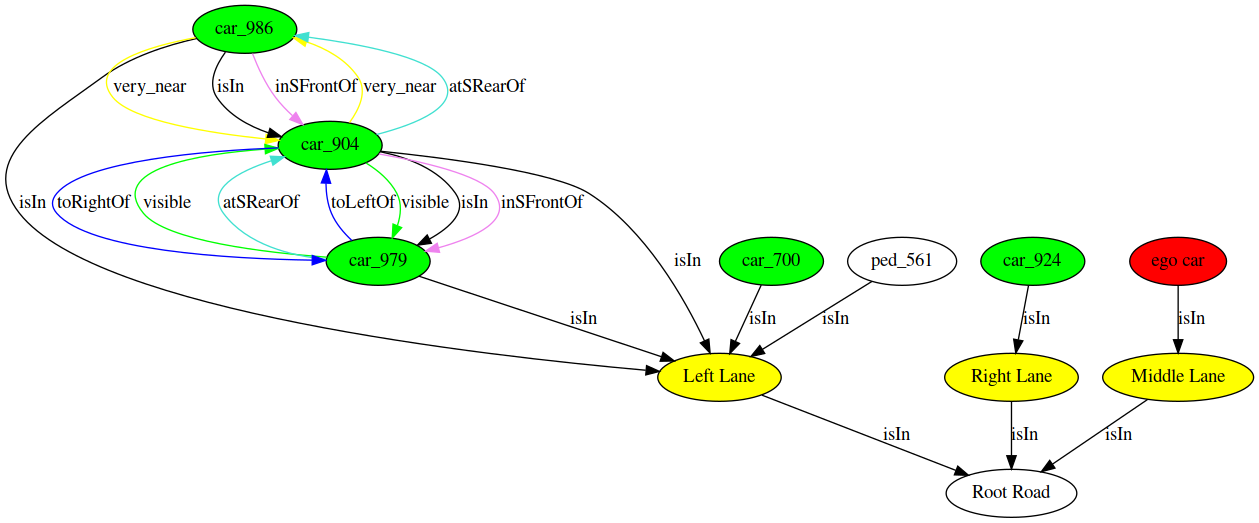 car_986
very_near
isIn
inSFrontOf
very_near
atSRearOf
car_904
isIn
toRightOf
visible
atSRearOf
toLeftOf
visible
isIn
inSFrontOf
car_979
isIn
car_700
ped_561
car_924
ego car
isIn
isIn
isIn
isIn
isIn
Left Lane
Right Lane
Middle Lane
isIn
isIn
isIn
Root Road